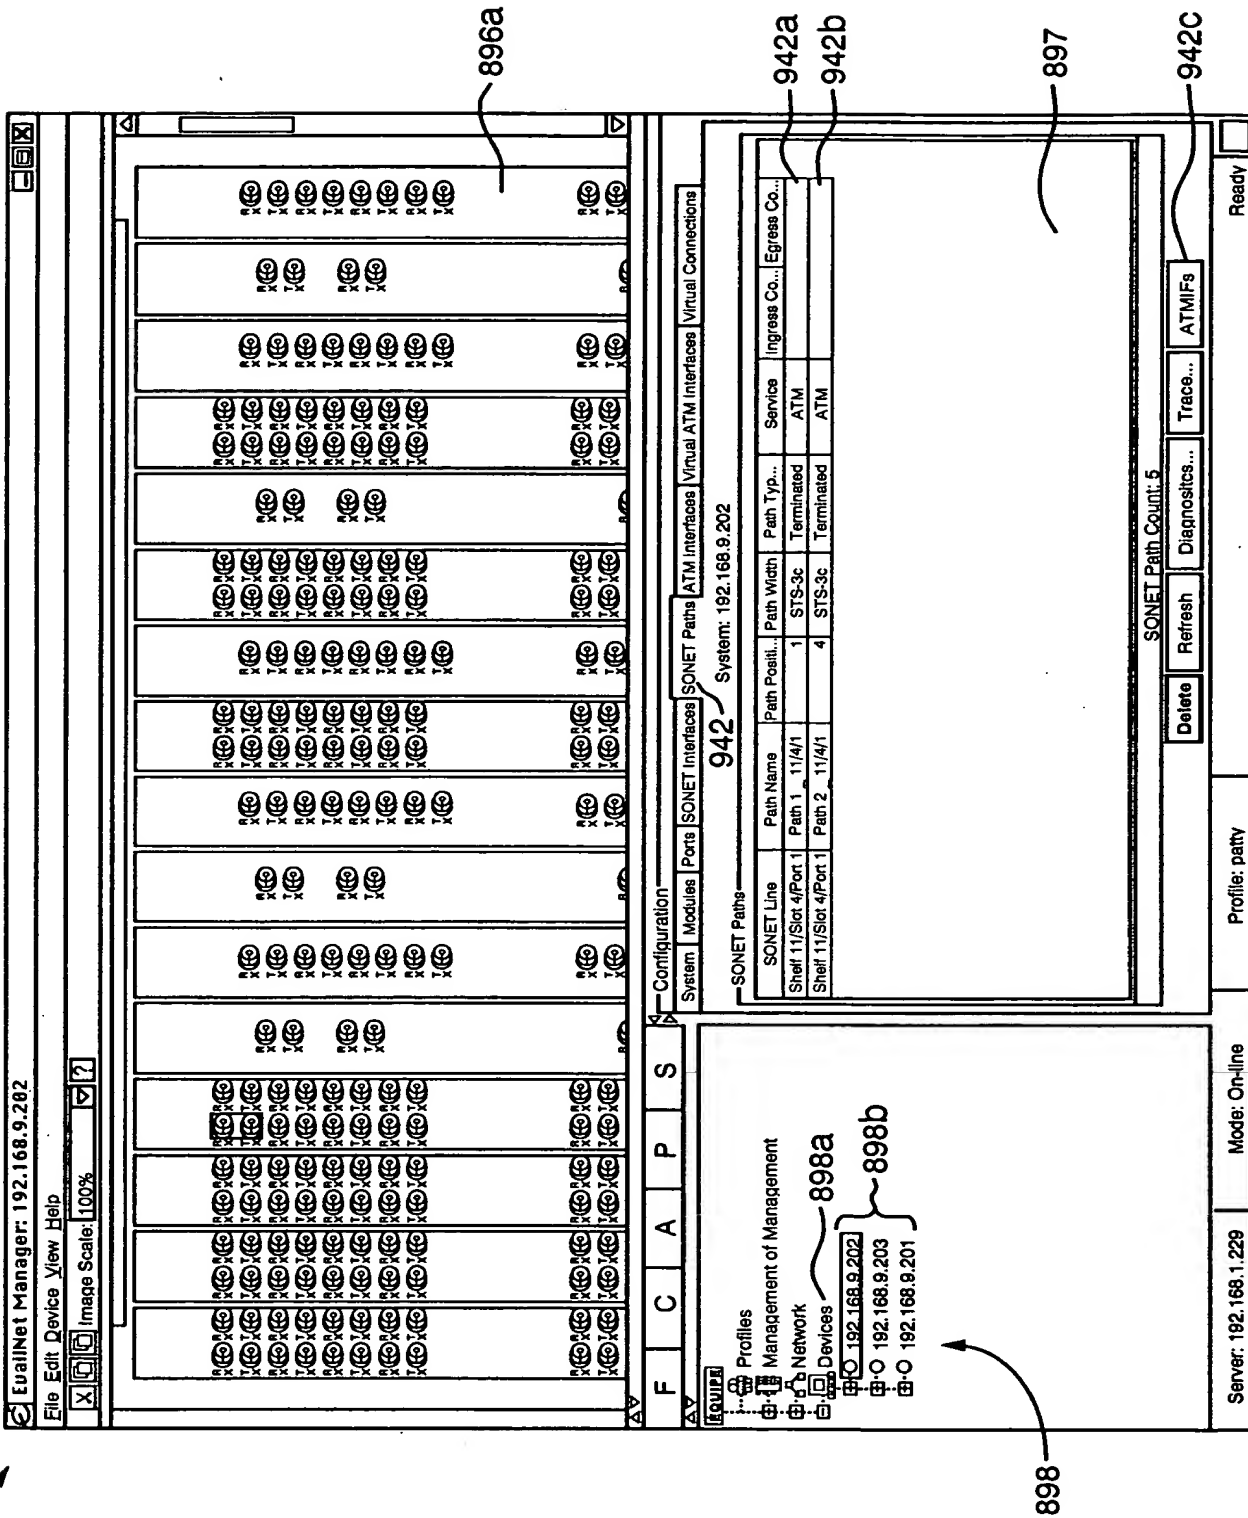 EuallNet Manager: 192.168.9.202
File Edit Device View Help
Image Scale: 100% ?
896a
F C A P S
EQUIPE
Profiles
Management of Management
Network
Devices
192.168.9.202
192.168.9.203
192.168.9.201
898a
898b
898
Configuration
System Modules Ports SONET Interfaces SONET Paths ATM Interfaces Virtual ATM Interfaces Virtual Connections
942
System: 192.168.9.202
SONET Paths
SONET Line Path Name Path Positi... Path Width Path Typ... Service Ingress Co... Egress Co...
Shelf 11/Slot 4/Port 1 Path 1_ 11/4/1 1 STS-3c Terminated ATM
Shelf 11/Slot 4/Port 1 Path 2_ 11/4/1 4 STS-3c Terminated ATM
942a
942b
897
SONET Path Count: 5
Delete Refresh Diagnositcs... Trace... ATMIFs
942C
Server: 192.168.1.229 Mode: On-line Profile: patty Ready